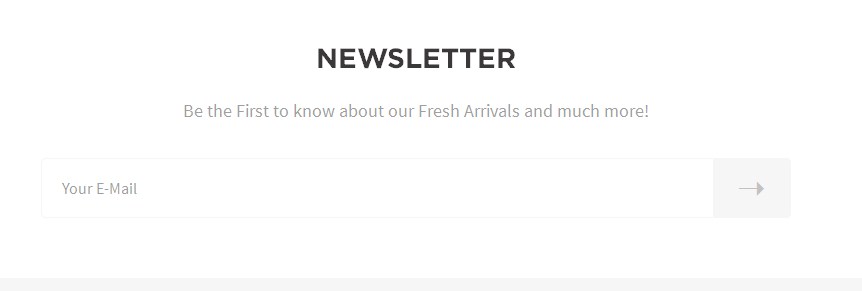 NEWSLETTER
Be the First to know about our Fresh Arrivals and much more!
Your E-Mail